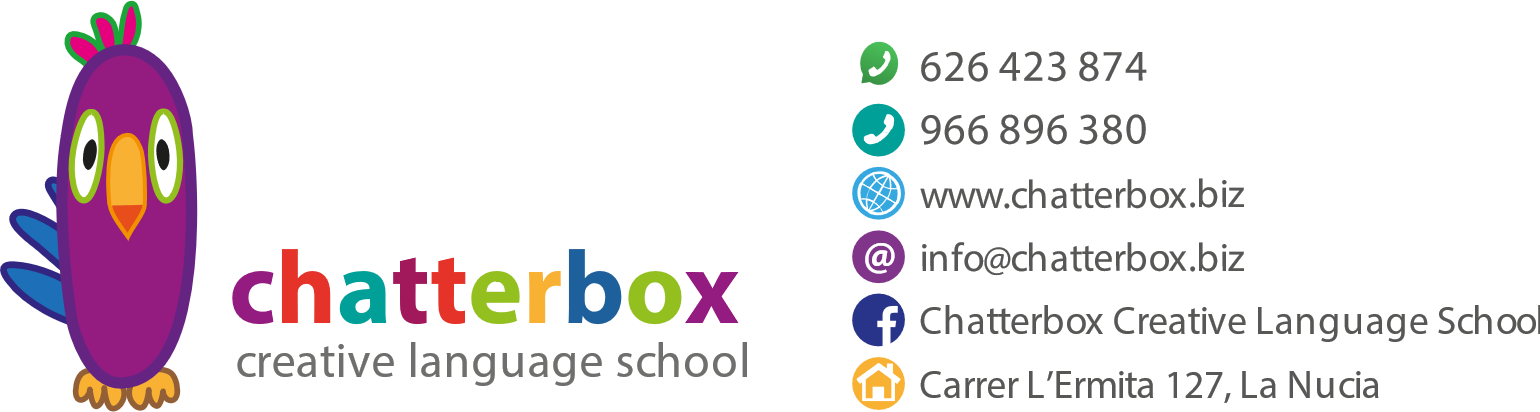 chatterbox
creative language school
626 423 874
966 896 380
www.chatterbox.biz
info@chatterbox.biz
Chatterbox Creative Language School
Carrer L’Ermita 127, La Nucia